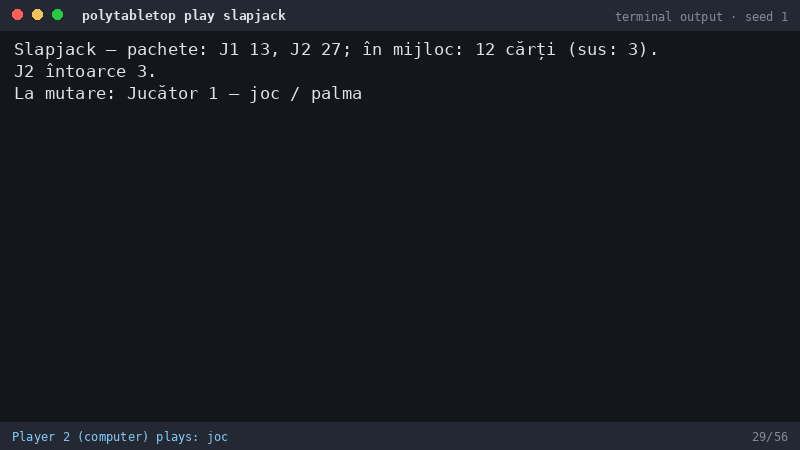 polytabletop play slapjack
terminal output · seed 1
Slapjack — pachete: J1 13, J2 27; în mijloc: 12 cărți (sus: 3).
J2 întoarce 3.
La mutare: Jucător 1 — joc / palma
Player 2 (computer) plays: joc
29/56